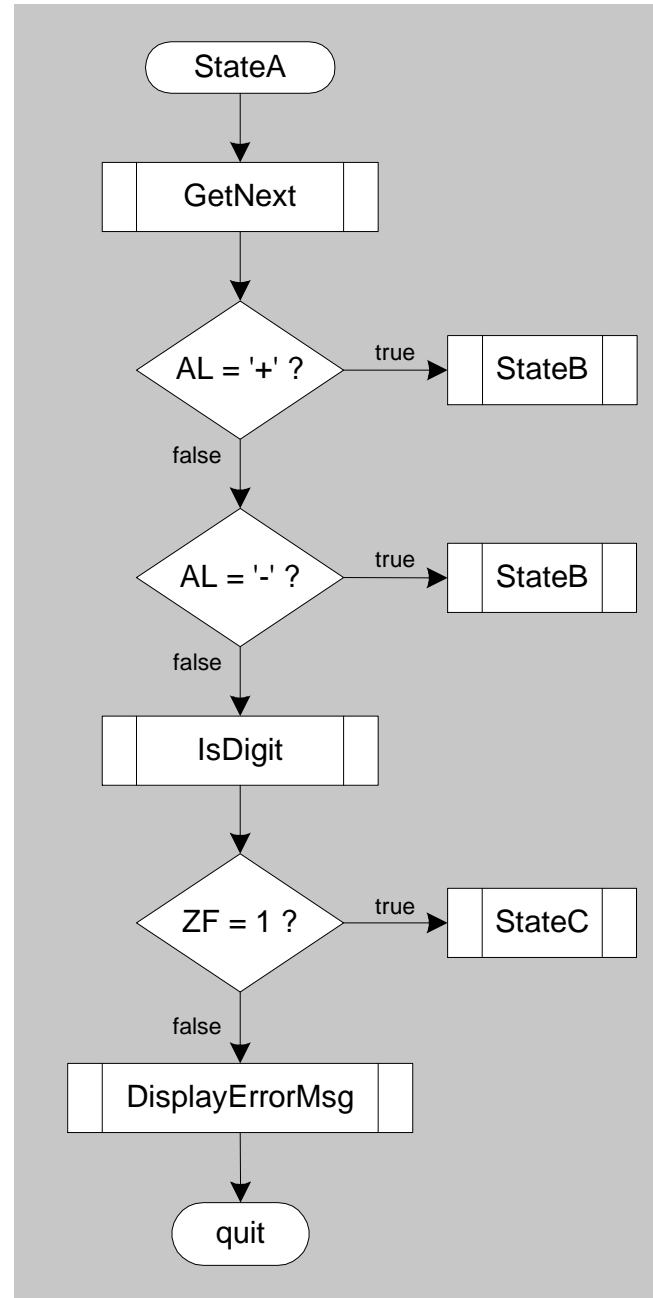 StateA
GetNext
AL = '+' ?
true
StateB
false
AL = '-' ?
true
StateB
false
IsDigit
ZF = 1 ?
true
StateC
false
DisplayErrorMsg
quit